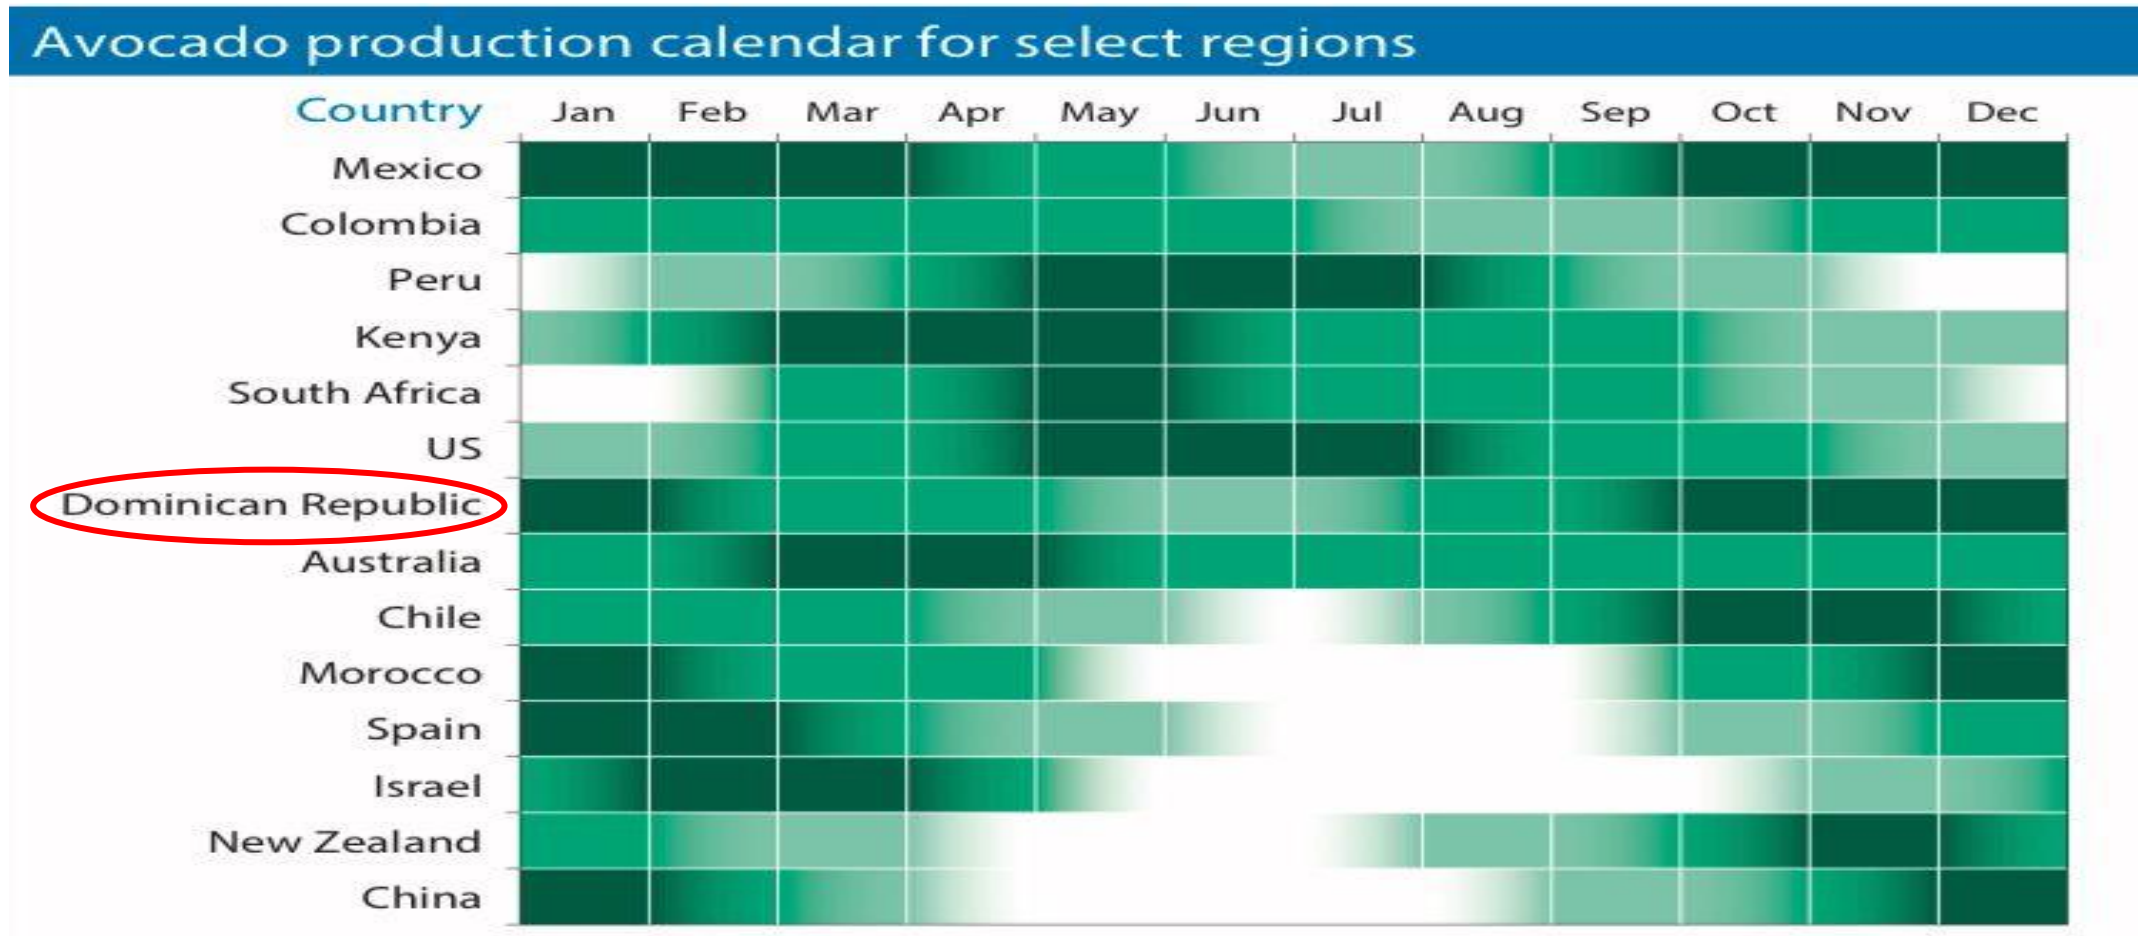 Avocado production calendar for select regions
Country Jan Feb Mar Apr May Jun Jul Aug Sep Oct Nov Dec
Mexico
Colombia
Peru
Kenya
South Africa
US
Dominican Republic
Australia
Chile
Morocco
Spain
Israel
New Zealand
China